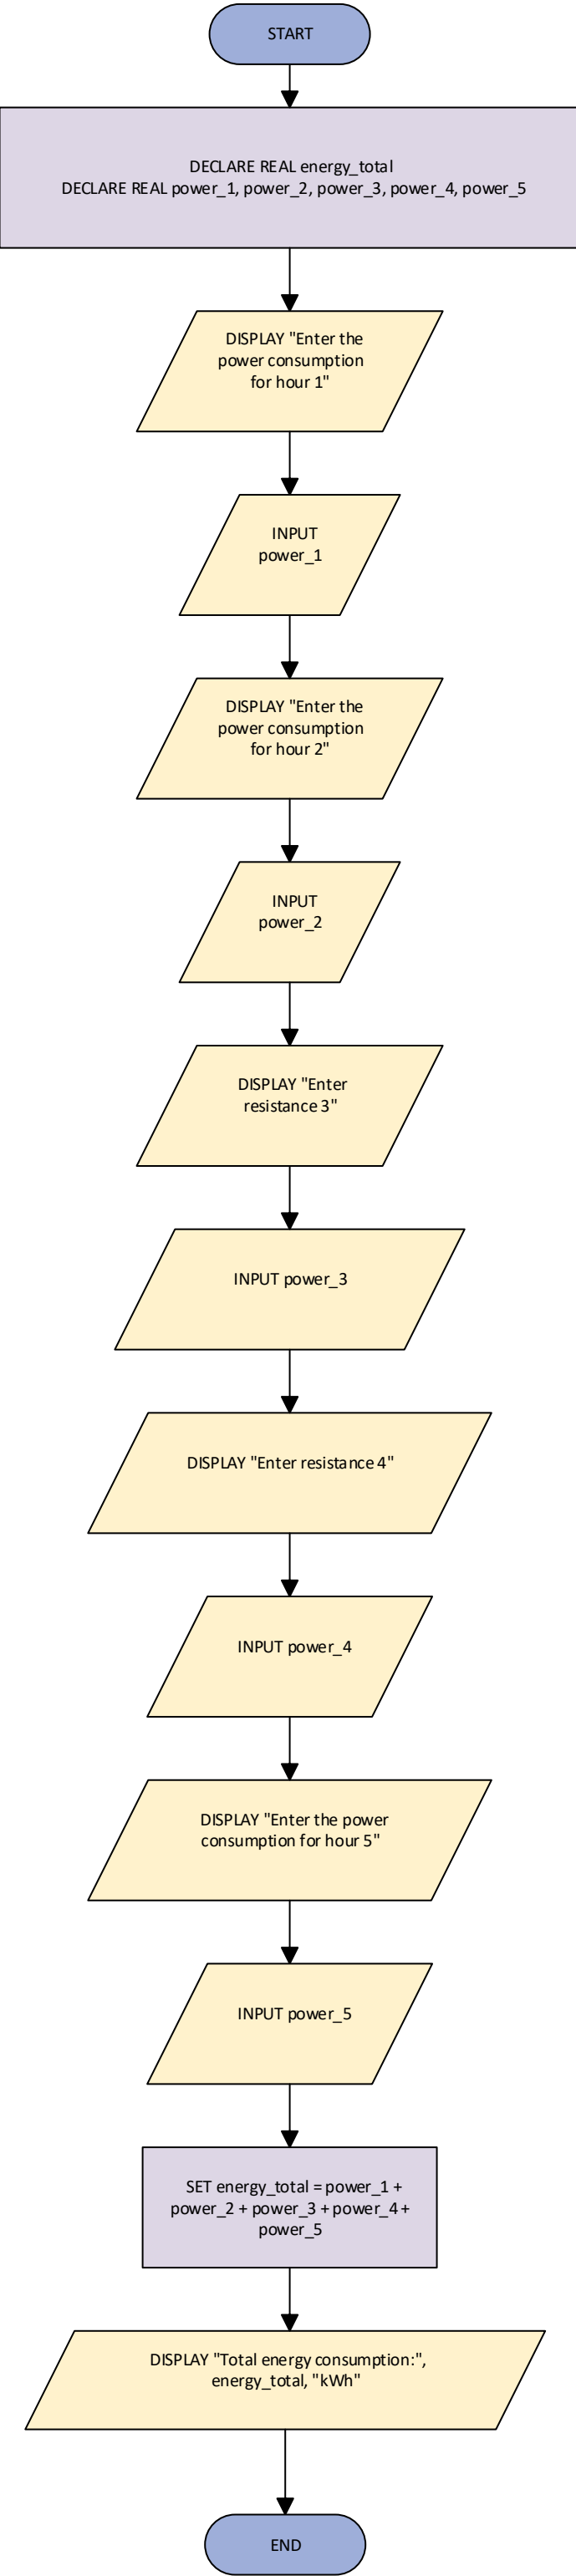 START
DECLARE REAL energy_total
DECLARE REAL power_1, power_2, power_3, power_4, power_5
DISPLAY "Enter the
power consumption
for hour 1"
INPUT
power_1
DISPLAY "Enter the
power consumption
for hour 2"
INPUT
power_2
DISPLAY "Enter
resistance 3"
INPUT power_3
DISPLAY "Enter resistance 4"
INPUT power_4
DISPLAY "Enter the power
consumption for hour 5"
INPUT power_5
SET energy_total = power_1 +
power_2 + power_3 + power_4 +
power_5
DISPLAY "Total energy consumption:",
energy_total, "kWh"
END